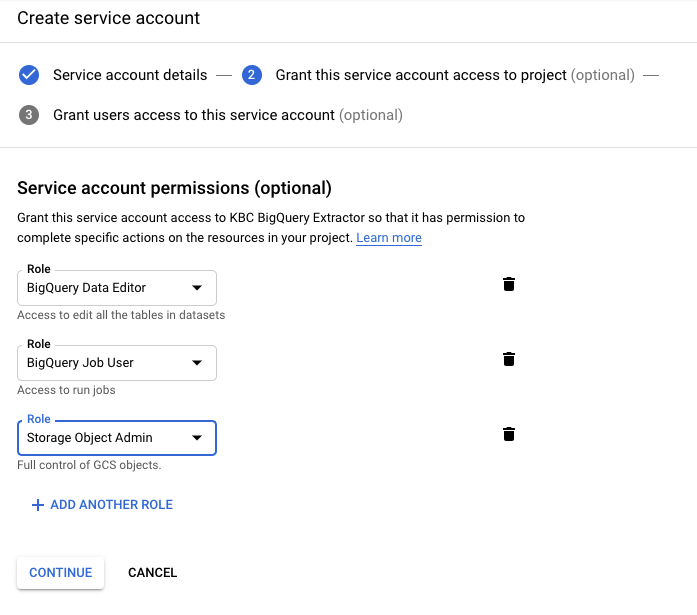 Create service account
Service account details
2 Grant this service account access to project (optional)
3 Grant users access to this service account (optional)
Service account permissions (optional)
Grant this service account access to KBC BigQuery Extractor so that it has permission to
complete specific actions on the resources in your project. Learn more
Role
BigQuery Data Editor
Access to edit all the tables in datasets
Role
BigQuery Job User
Access to run jobs
Role
Storage Object Admin
Full control of GCS objects.
+ ADD ANOTHER ROLE
CONTINUE CANCEL